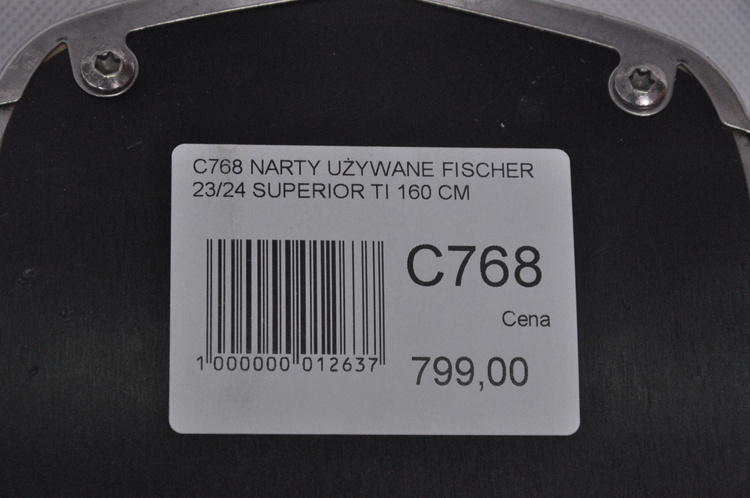 C768 NARTY UŻYWANE FISCHER
23/24 SUPERIOR TI 160 CM
C768
Cena
799,00
1 000000 012637